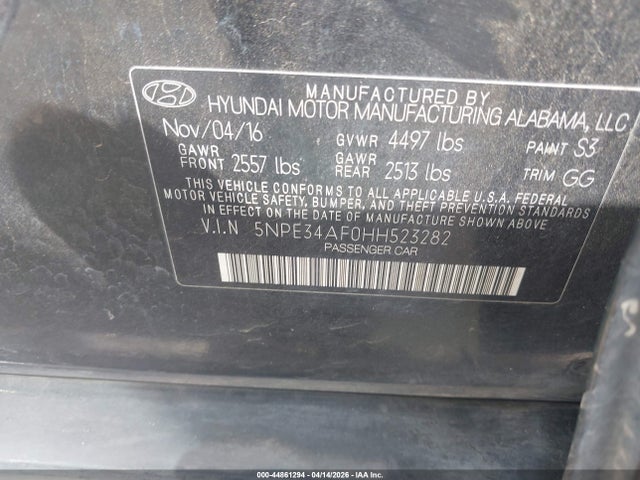 MANUFACTURED BY
HYUNDAI MOTOR MANUFACTURING ALABAMA, LLC
Nov/04/16 GVWR 4497 lbs PAINT S3
GAWR FRONT 2557 lbs GAWR REAR 2513 lbs TRIM GG
THIS VEHICLE CONFORMS TO ALL APPLICABLE U.S.A. FEDERAL
MOTOR VEHICLE SAFETY, BUMPER, AND THEFT PREVENTION STANDARDS
IN EFFECT ON THE DATE OF MANUFACTURE SHOWN ABOVE
V.I.N 5NPE34AF0HH523282
PASSENGER CAR
000-44861294 - 04/14/2026 - IAA Inc.